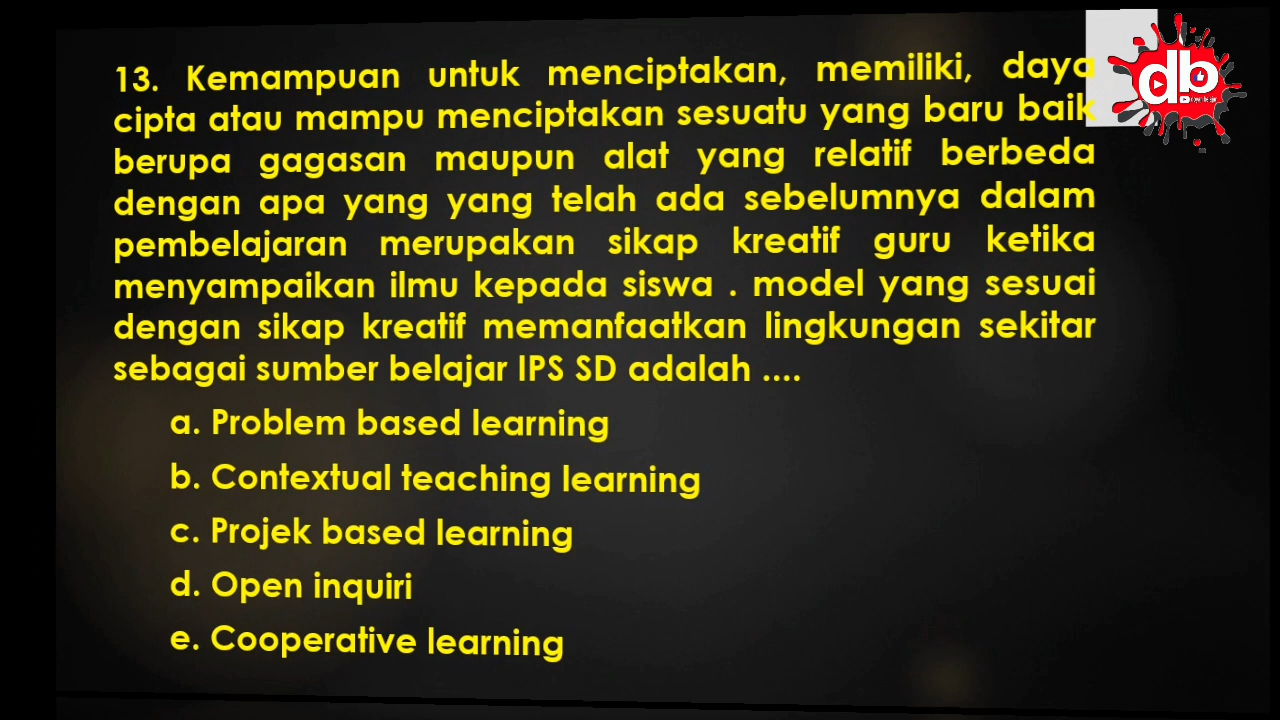 13. Kemampuan untuk menciptakan, memiliki, daya
cipta atau mampu menciptakan sesuatu yang baru baik
berupa gagasan maupun alat yang relatif berbeda
dengan apa yang yang telah ada sebelumnya dalam
pembelajaran merupakan sikap kreatif guru ketika
menyampaikan ilmu kepada siswa . model yang sesuai
dengan sikap kreatif memanfaatkan lingkungan sekitar
sebagai sumber belajar IPS SD adalah ....
a. Problem based learning
b. Contextual teaching learning
c. Projek based learning
d. Open inquiri
e. Cooperative learning
db